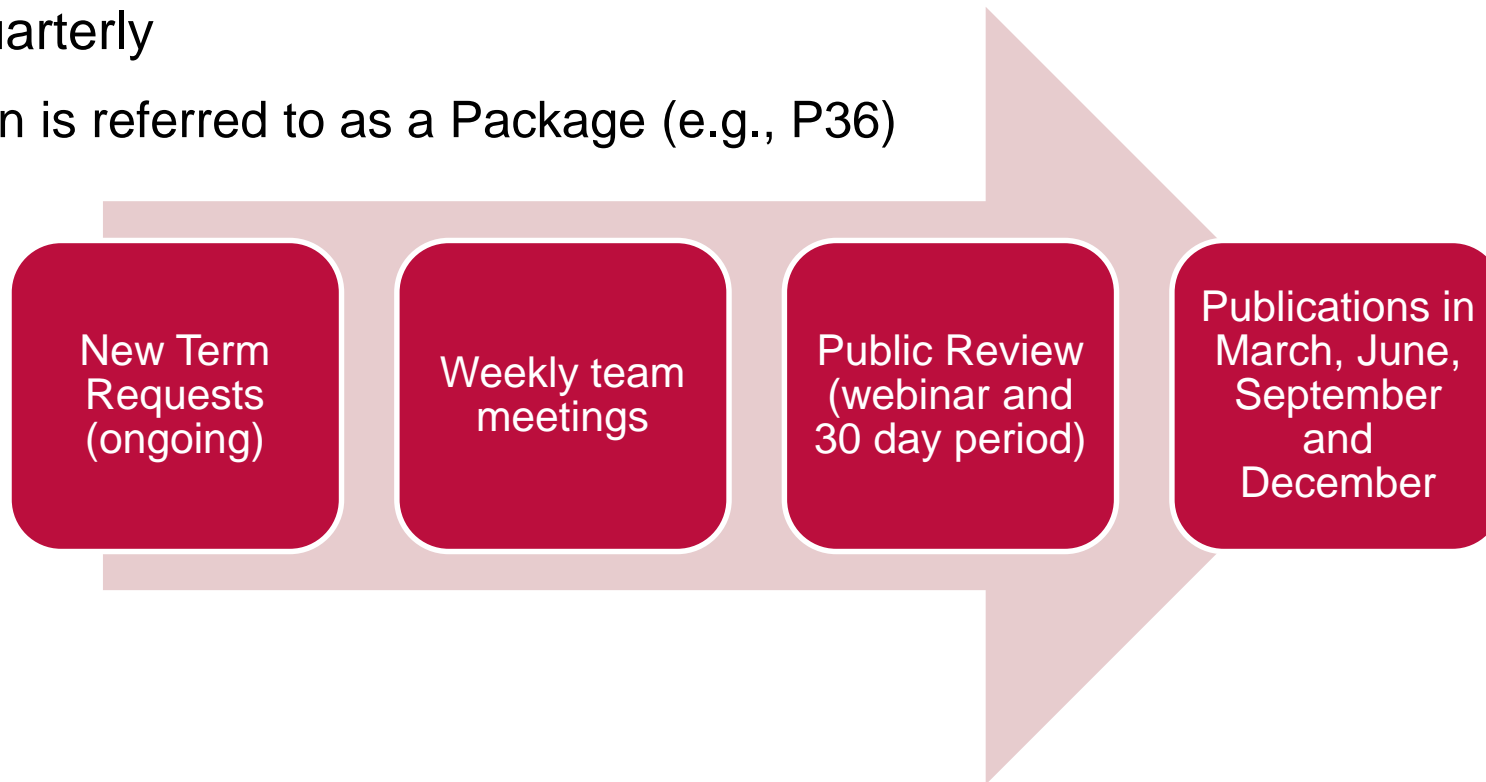 uarterly
n is referred to as a Package (e.g., P36)
New Term
Requests
(ongoing)
Weekly team
meetings
Public Review
(webinar and
30 day period)
Publications in
March, June,
September
and
December